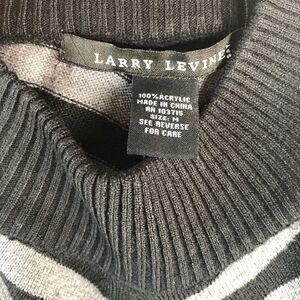 LARRY LEVINE
100% ACRYLIC
MADE IN CHINA
RN 103715
SIZE: M
SEE REVERSE
FOR CARE